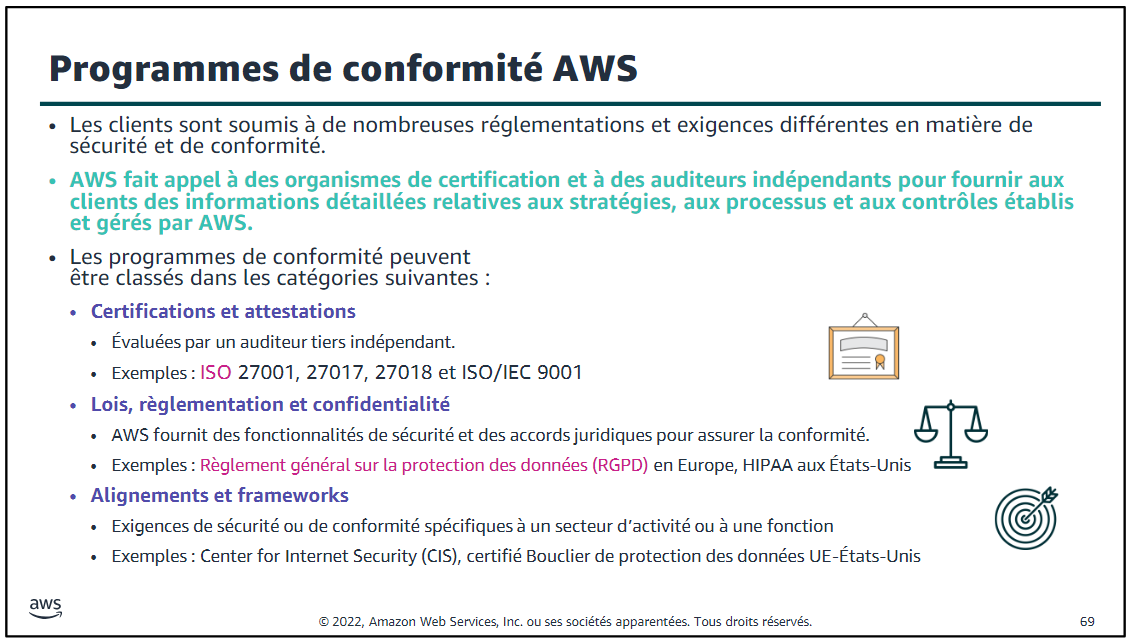 Programmes de conformité AWS
• Les clients sont soumis à de nombreuses réglementations et exigences différentes en matière de
sécurité et de conformité.
• AWS fait appel à des organismes de certification et à des auditeurs indépendants pour fournir aux
clients des informations détaillées relatives aux stratégies, aux processus et aux contrôles établis
et gérés par AWS.
• Les programmes de conformité peuvent
être classés dans les catégories suivantes :
• Certifications et attestations
• Évaluées par un auditeur tiers indépendant.
• Exemples : ISO 27001, 27017, 27018 et ISO/IEC 9001
• Lois, règlementation et confidentialité
• AWS fournit des fonctionnalités de sécurité et des accords juridiques pour assurer la conformité.
• Exemples : Règlement général sur la protection des données (RGPD) en Europe, HIPAA aux États-Unis
• Alignements et frameworks
• Exigences de sécurité ou de conformité spécifiques à un secteur d’activité ou à une fonction
• Exemples : Center for Internet Security (CIS), certifié Bouclier de protection des données UE-États-Unis
aws
© 2022, Amazon Web Services, Inc. ou ses sociétés apparentées. Tous droits réservés.
69